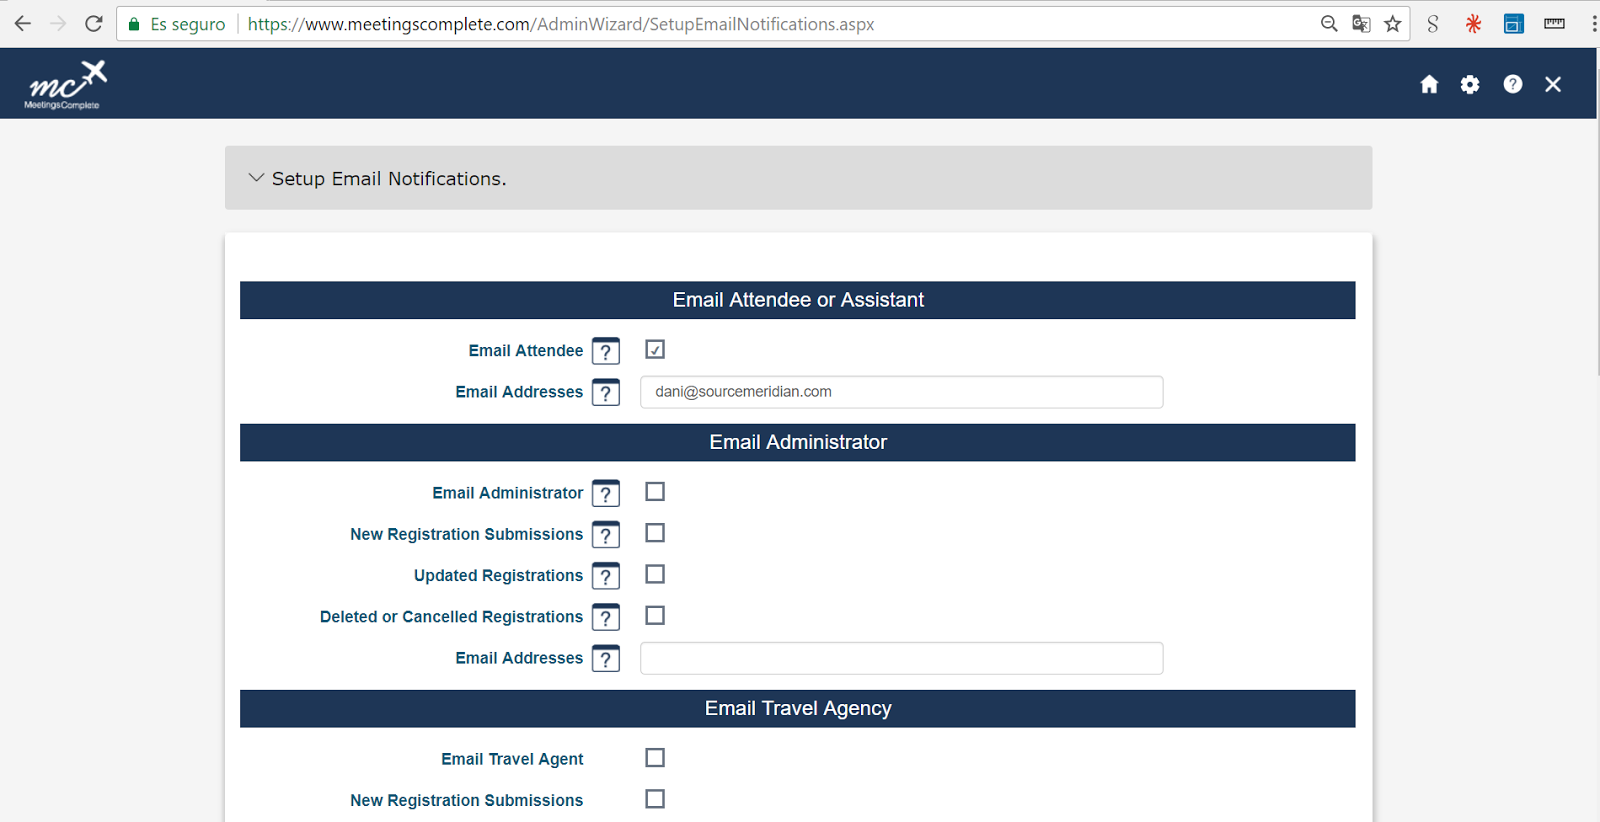 Es seguro https://www.meetingscomplete.com/AdminWizard/SetupEmailNotifications.aspx
mc
MeetingsComplete
Setup Email Notifications.
Email Attendee or Assistant
Email Attendee ?
Email Addresses ? dani@sourcemeridian.com
Email Administrator
Email Administrator ?
New Registration Submissions ?
Updated Registrations ?
Deleted or Cancelled Registrations ?
Email Addresses ?
Email Travel Agency
Email Travel Agent
New Registration Submissions